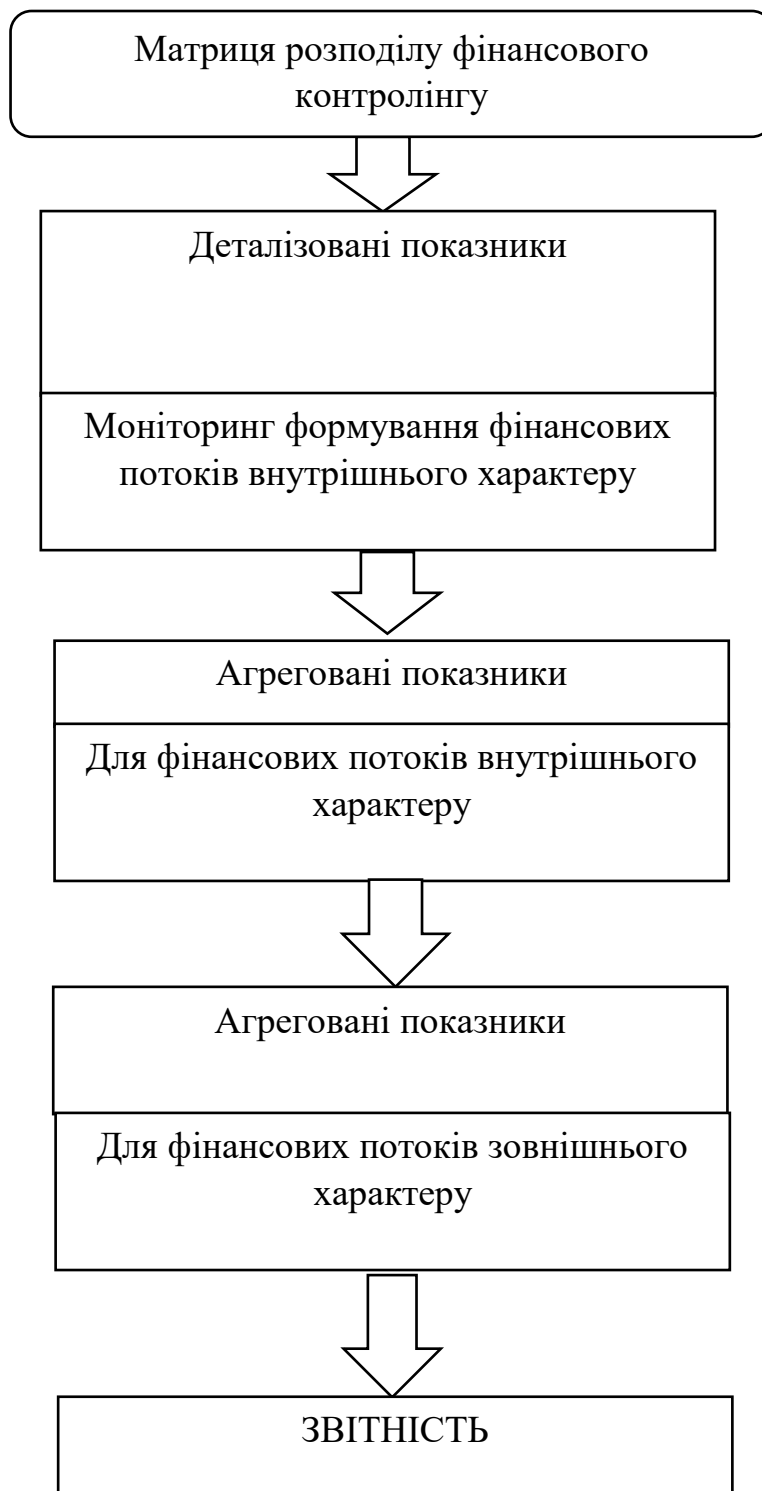 Матриця розподілу фінансового
контролінгу
Деталізовані показники
Моніторинг формування фінансових
потоків внутрішнього характеру
Агреговані показники
Для фінансових потоків внутрішнього
характеру
Агреговані показники
Для фінансових потоків зовнішнього
характеру
ЗВІТНІСТЬ